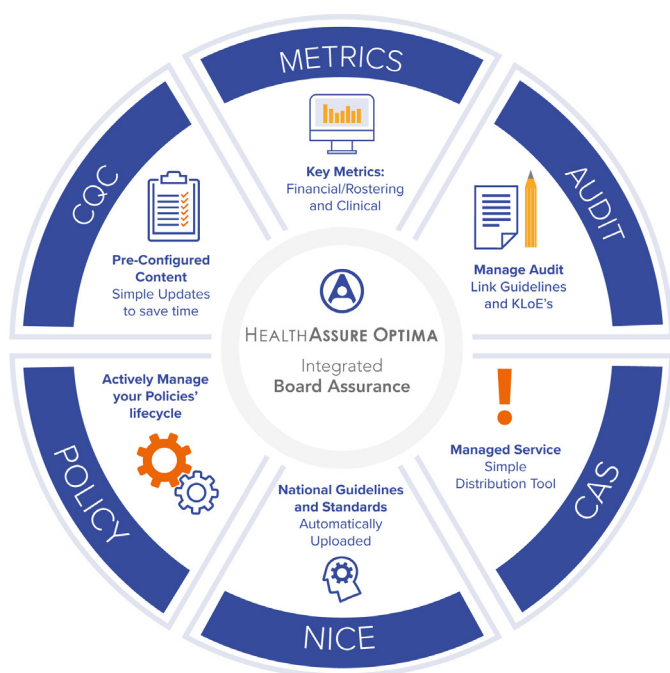 METRICS
Key Metrics:
Financial/Rostering
and Clinical
AUDIT
Manage Audit
Link Guidelines
and KLoE's
CAS
Managed Service
Simple
Distribution Tool
NICE
National Guidelines
and Standards
Automatically
Uploaded
POLICY
Actively Manage
your Policies'
lifecycle
CQC
Pre-Configured
Content
Simple Updates
to save time
HEALTHASSURE OPTIMA
Integrated
Board Assurance